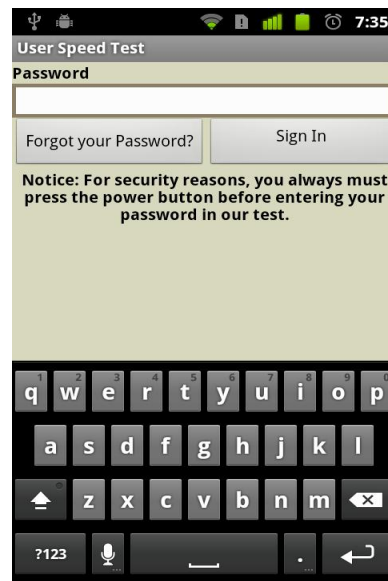 7:35
User Speed Test
Password
Forgot your Password?
Sign In
Notice: For security reasons, you always must
press the power button before entering your
password in our test.
1 2 3 4 5 6 7 8 9 0
q w e r t y u i o p
a s d f g h j k l
z x c v b n m
?123 .